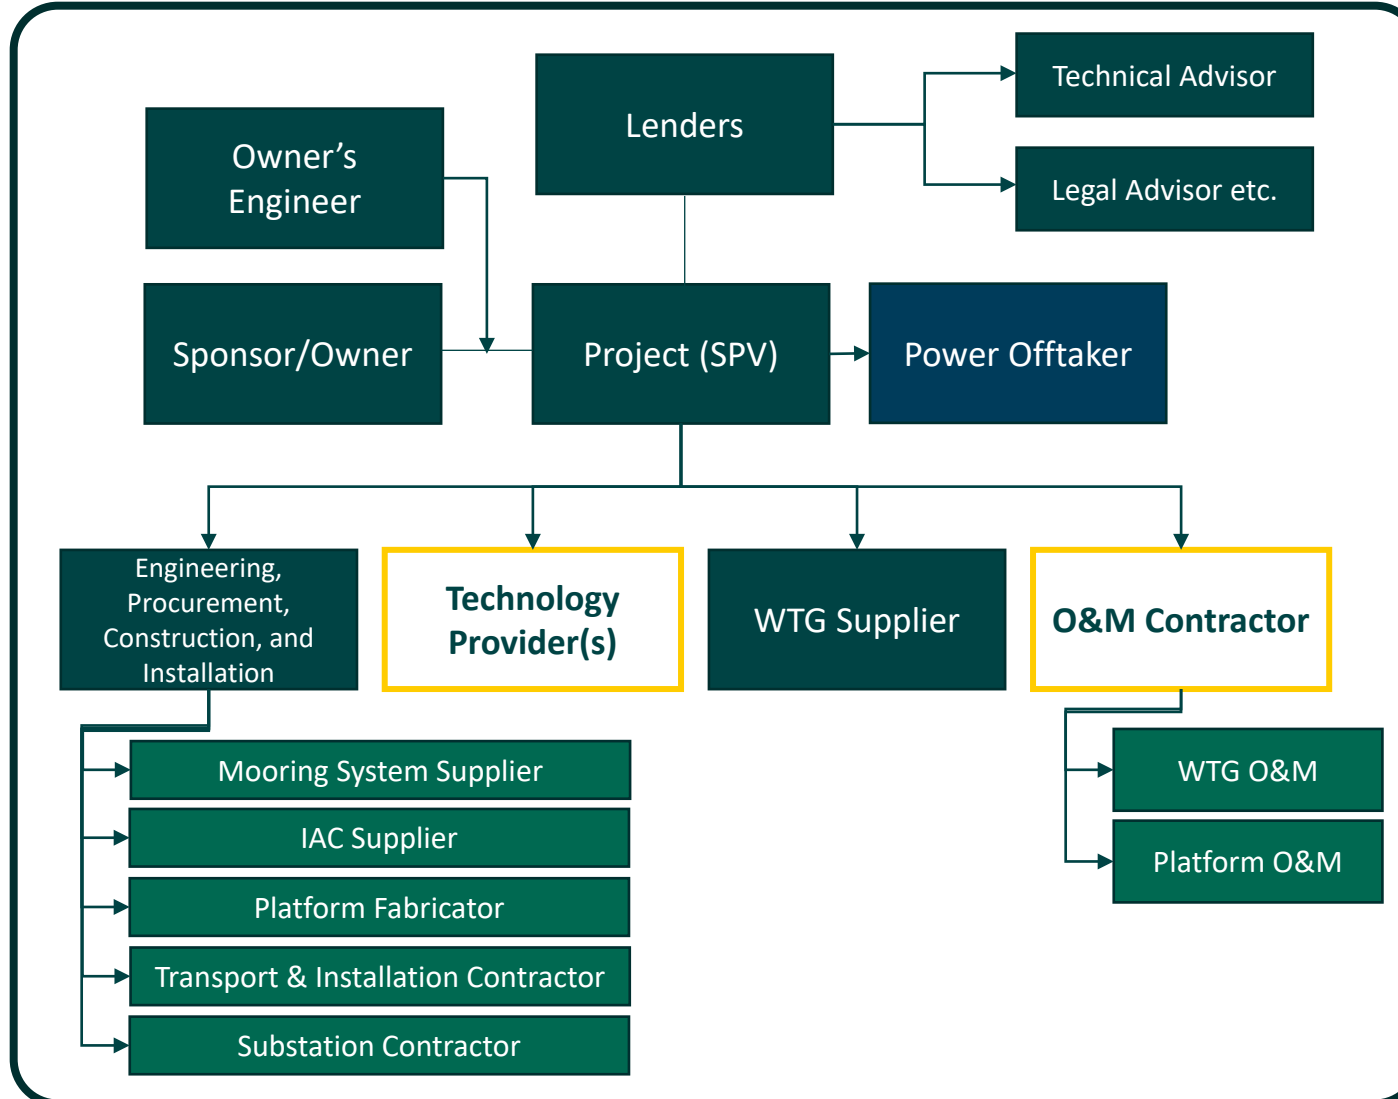 Lenders
Technical Advisor
Legal Advisor etc.
Owner’s
Engineer
Sponsor/Owner
Project (SPV)
Power Offtaker
Engineering,
Procurement,
Construction, and
Installation
Technology
Provider(s)
WTG Supplier
O&M Contractor
Mooring System Supplier
IAC Supplier
Platform Fabricator
Transport & Installation Contractor
Substation Contractor
WTG O&M
Platform O&M